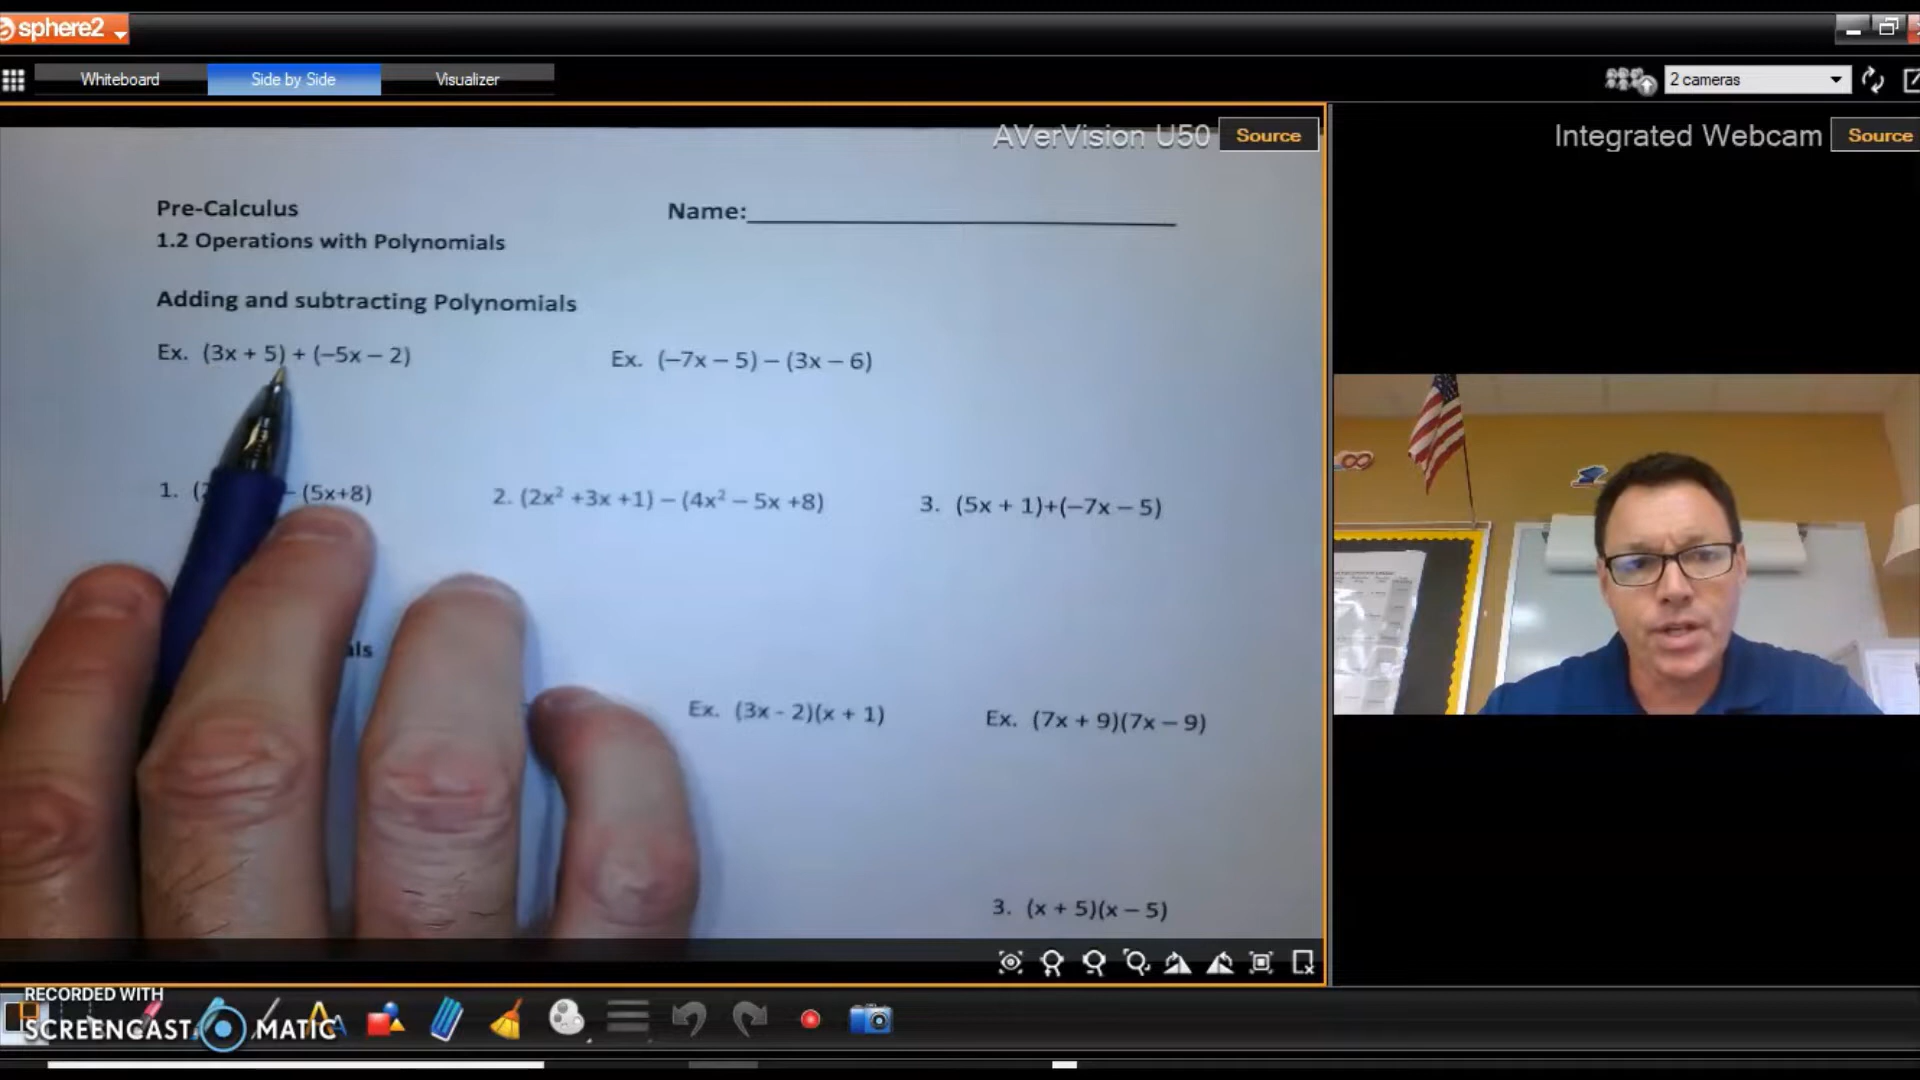 sphere2
Whiteboard Side by Side Visualizer 2 cameras
AVerVision U50 Source Integrated Webcam Source
Pre-Calculus Name:
1.2 Operations with Polynomials
Adding and subtracting Polynomials
Ex. (3x + 5) + (−5x − 2) Ex. (−7x − 5) − (3x − 6)
1. ( (5x+8) 2. (2x² +3x +1) − (4x² − 5x +8) 3. (5x + 1)+(−7x − 5)
als
Ex. (3x - 2)(x + 1) Ex. (7x + 9)(7x − 9)
3. (x + 5)(x − 5)
RECORDED WITH
SCREENCAST MATIC